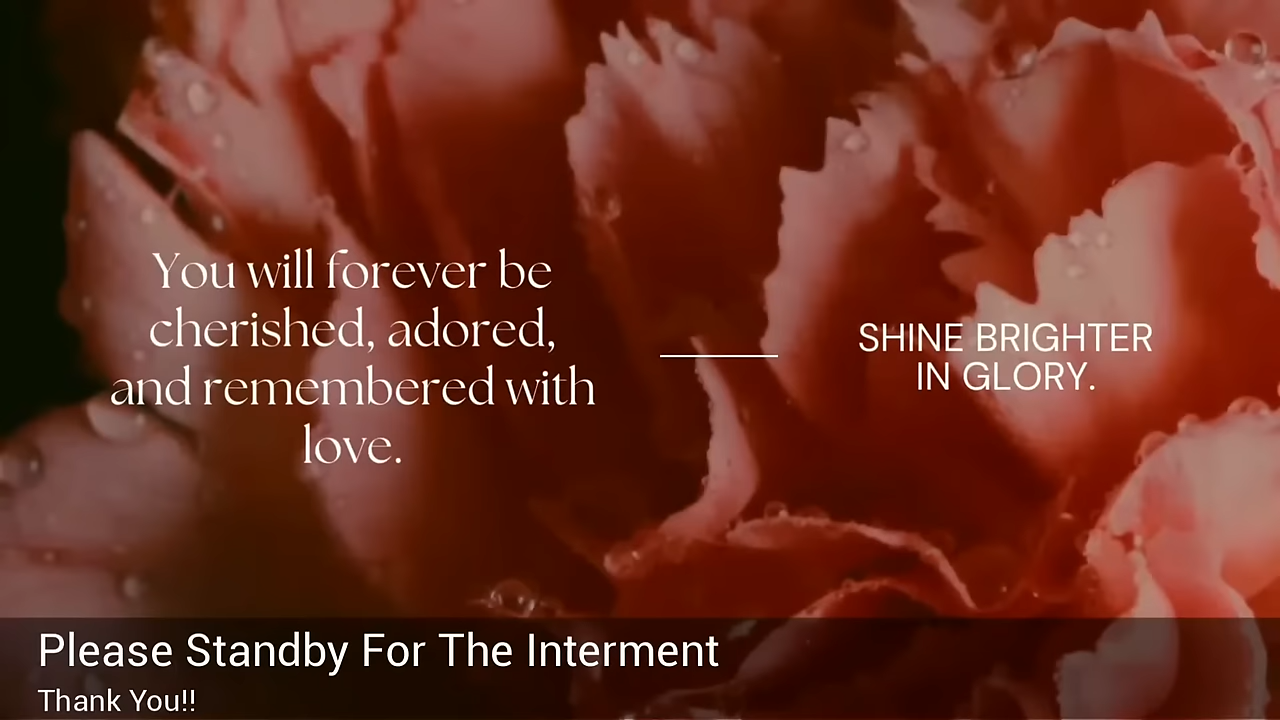 You will forever be
cherished, adored,
and remembered with
love.
SHINE BRIGHTER
IN GLORY.
Please Standby For The Interment
Thank You!!